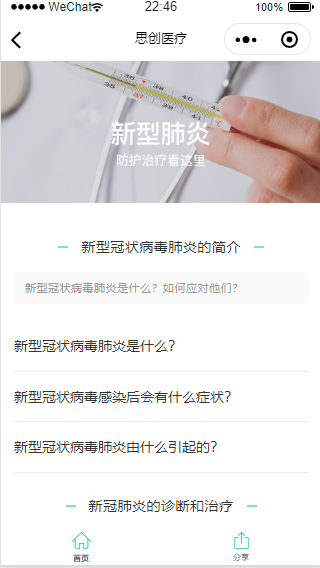 WeChat 22:46 100%
思创医疗
新型肺炎
防护治疗看这里
新型冠状病毒肺炎的简介
新型冠状病毒肺炎是什么？如何应对他们？
新型冠状病毒肺炎是什么？
新型冠状病毒感染后会有什么症状？
新型冠状病毒肺炎由什么引起的？
新冠肺炎的诊断和治疗
首页 分享